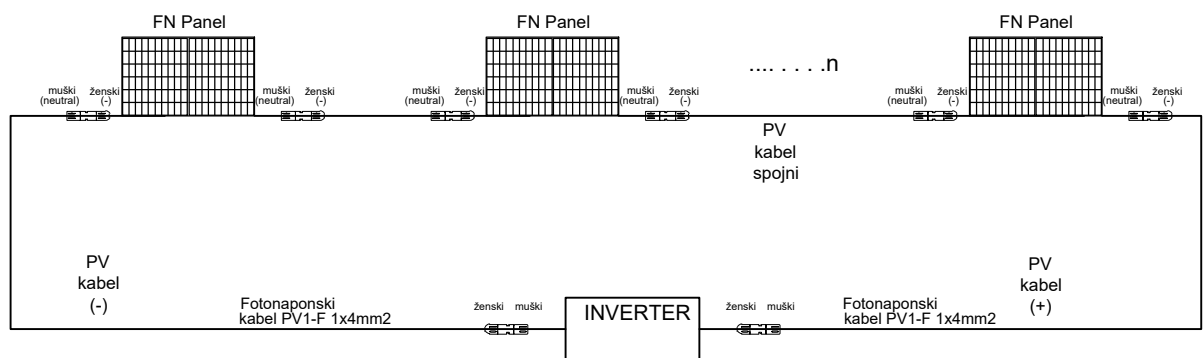 FN Panel
FN Panel
FN Panel
.... . . . .n
muški
(neutral)
ženski
(-)
muški
(neutral)
ženski
(-)
muški
(neutral)
ženski
(-)
muški
(neutral)
ženski
(-)
muški
(neutral)
ženski
(-)
muški
(neutral)
ženski
(-)
PV
kabel
spojni
PV
kabel
(-)
PV
kabel
(+)
Fotonaponski
kabel PV1-F 1x4mm2
ženski
muški
INVERTER
ženski
muški
Fotonaponski
kabel PV1-F 1x4mm2